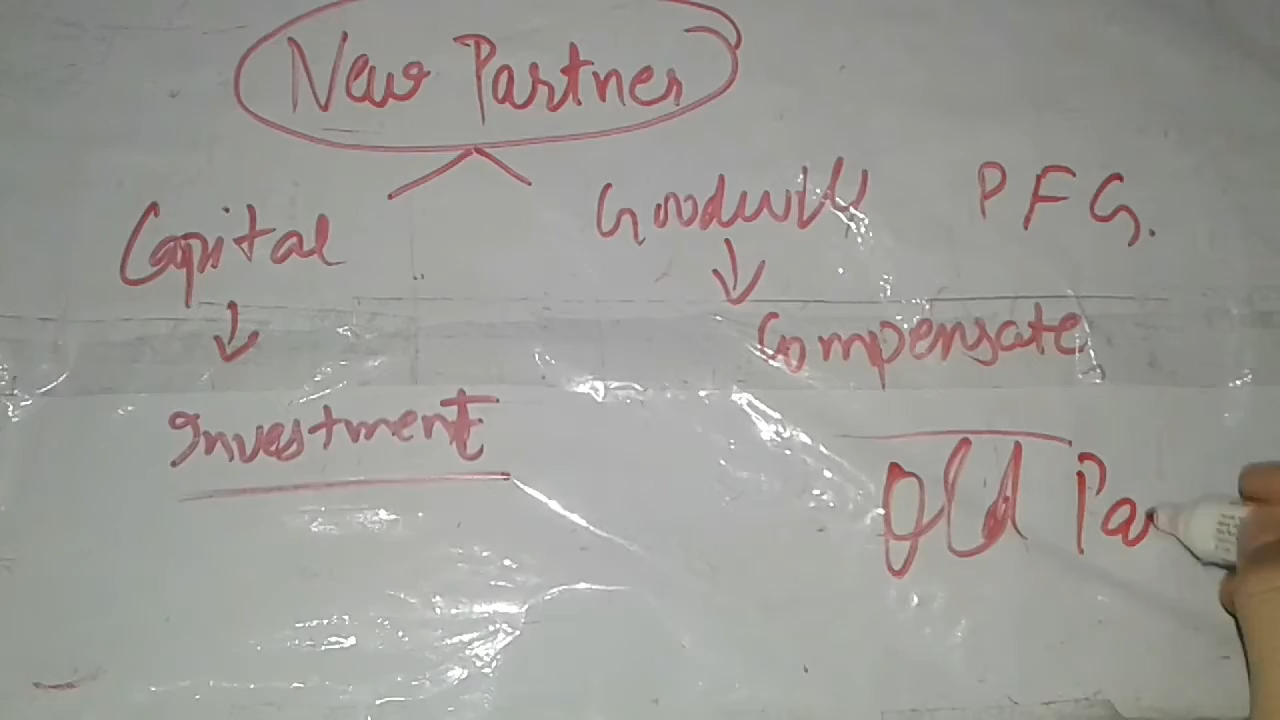 New Partner
Capital
Goodwill
PFG.
Investment
Compensate
Old Pa